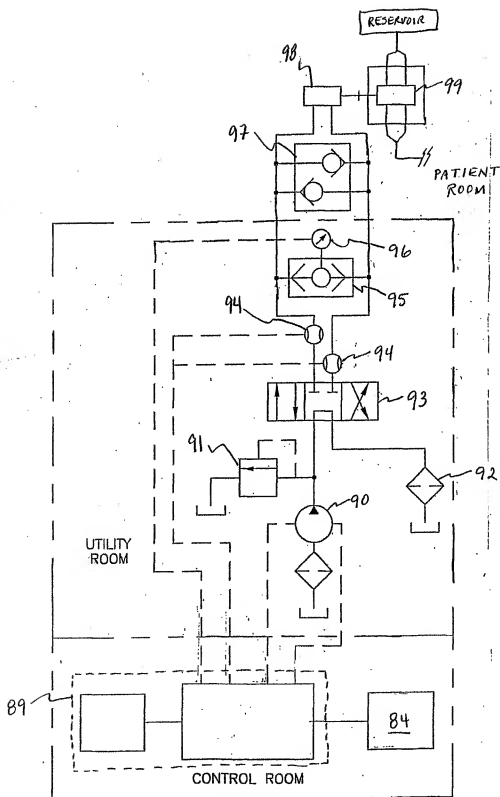 RESERVOIR
98
99
97
PATIENT
ROOM
96
95
94
94
93
91
92
90
UTILITY
ROOM
89
84
CONTROL ROOM